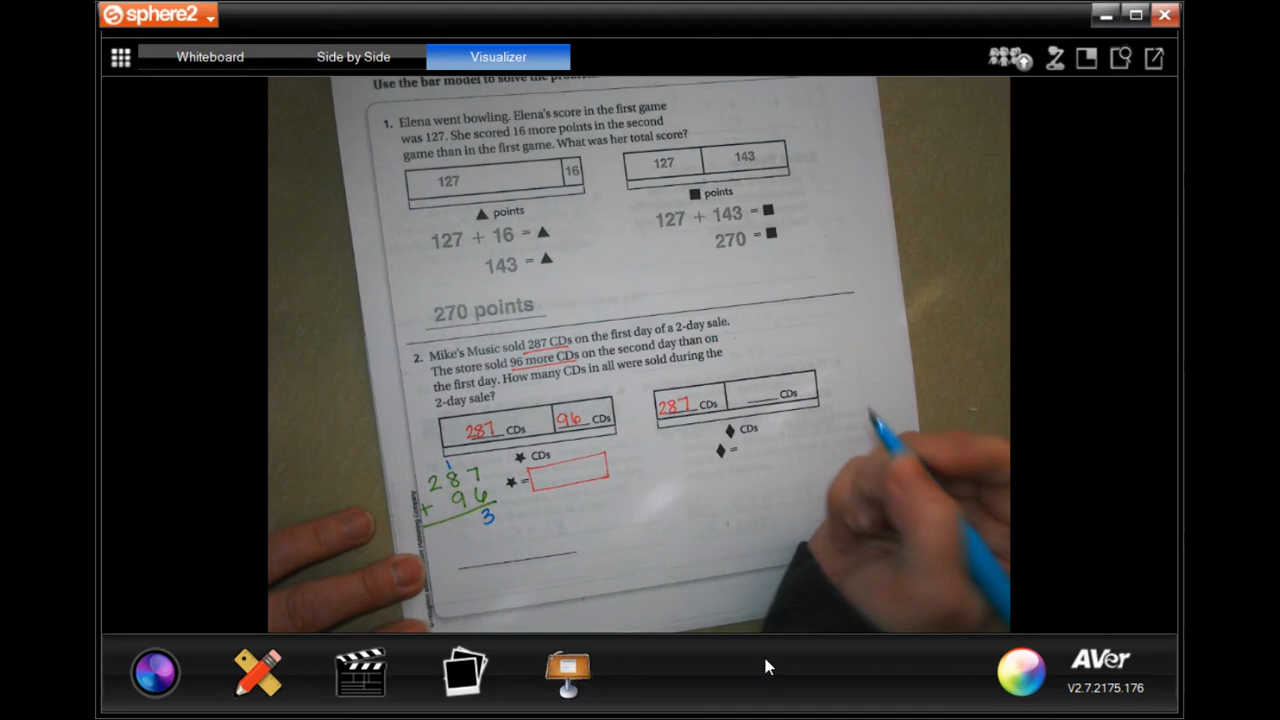 sphere2
Whiteboard
Side by Side
Visualizer
Use the bar model to solve the
1. Elena went bowling. Elena's score in the first game
was 127. She scored 16 more points in the second
game than in the first game. What was her total score?
127 16
▲ points
127 + 16 = ▲
143 = ▲
127 143
■ points
127 + 143 = ■
270 = ■
270 points
2. Mike's Music sold 287 CDs on the first day of a 2-day sale.
The store sold 96 more CDs on the second day than on
the first day. How many CDs in all were sold during the
2-day sale?
287 CDs 96 CDs
★ CDs
★ =
1
287
+ 96
3
287 CDs ____ CDs
♦ CDs
♦ =
AVer
V2.7.2175.176